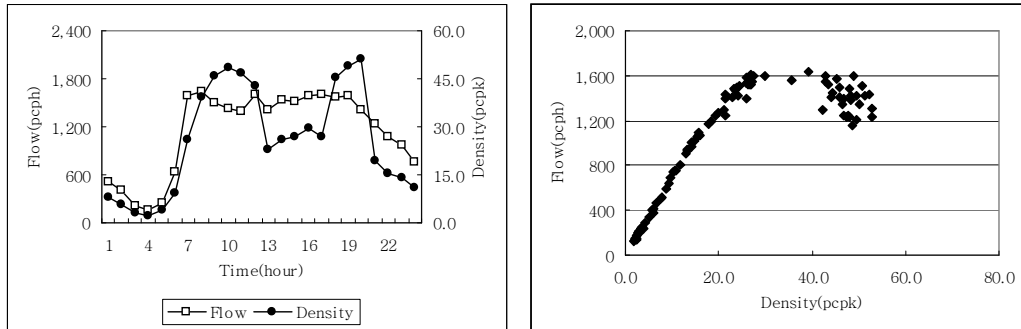 2,400
1,800
1,200
600
0
Flow(pcph)
60.0
45.0
30.0
15.0
0.0
Density(pcpk)
1 4 7 10 13 16 19 22
Time(hour)
Flow Density
2,000
1,600
1,200
800
400
0
Flow(pcph)
0.0 20.0 40.0 60.0 80.0
Density(pcpk)